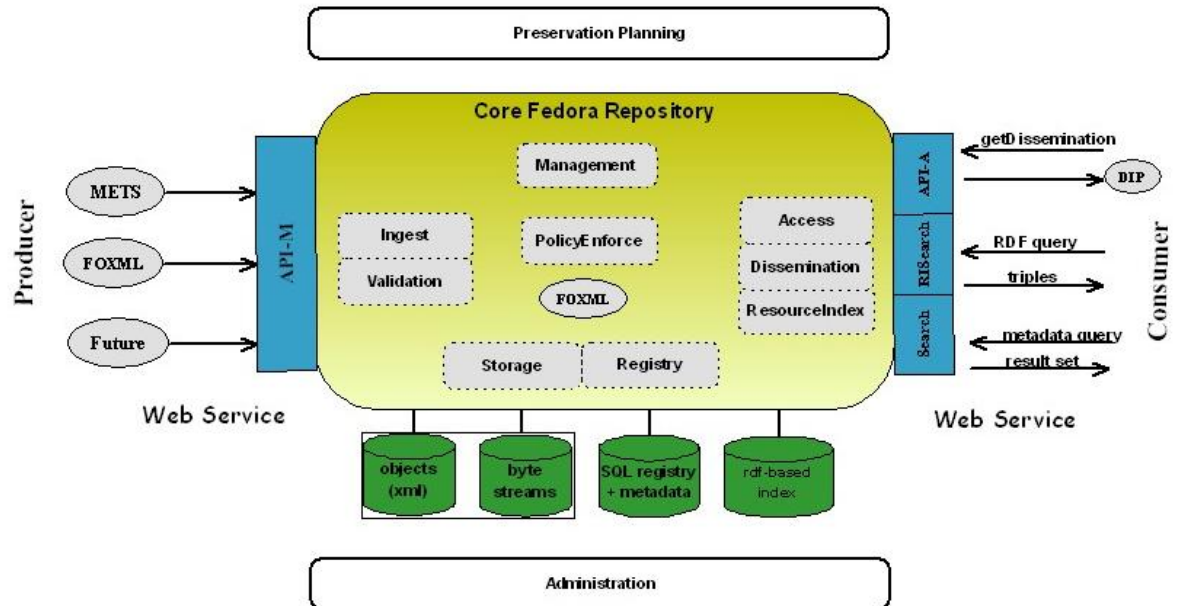 Preservation Planning
Core Fedora Repository
Producer
METS
FOXML
Future
Web Service
API-M
Management
Ingest
Validation
PolicyEnforce
FOXML
Access
Dissemination
ResourceIndex
Storage
Registry
API-A
RISearch
Search
getDissemination
DIP
RDF query
triples
metadata query
result set
Consumer
Web Service
objects
(xml)
byte
streams
SQL registry
+ metadata
rdf-based
index
Administration